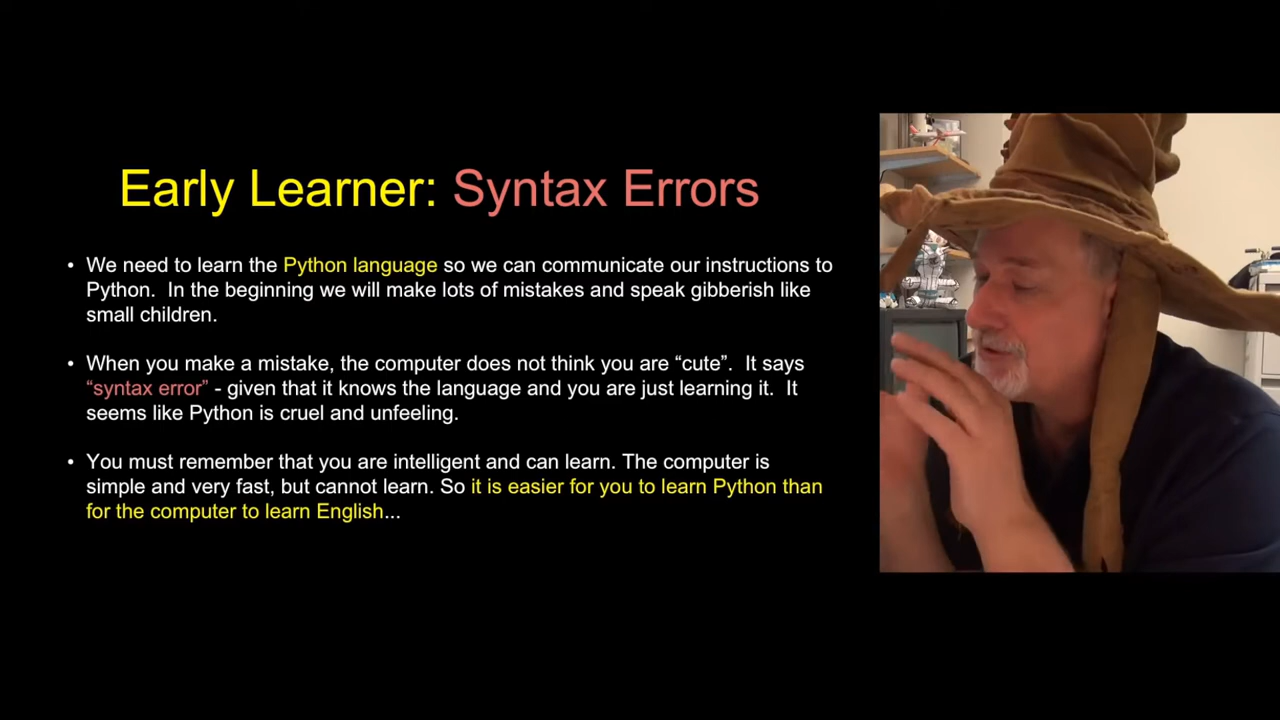 Early Learner: Syntax Errors
• We need to learn the Python language so we can communicate our instructions to
Python.  In the beginning we will make lots of mistakes and speak gibberish like
small children.
• When you make a mistake, the computer does not think you are “cute”.  It says
“syntax error” - given that it knows the language and you are just learning it.  It
seems like Python is cruel and unfeeling.
• You must remember that you are intelligent and can learn. The computer is
simple and very fast, but cannot learn. So it is easier for you to learn Python than
for the computer to learn English...